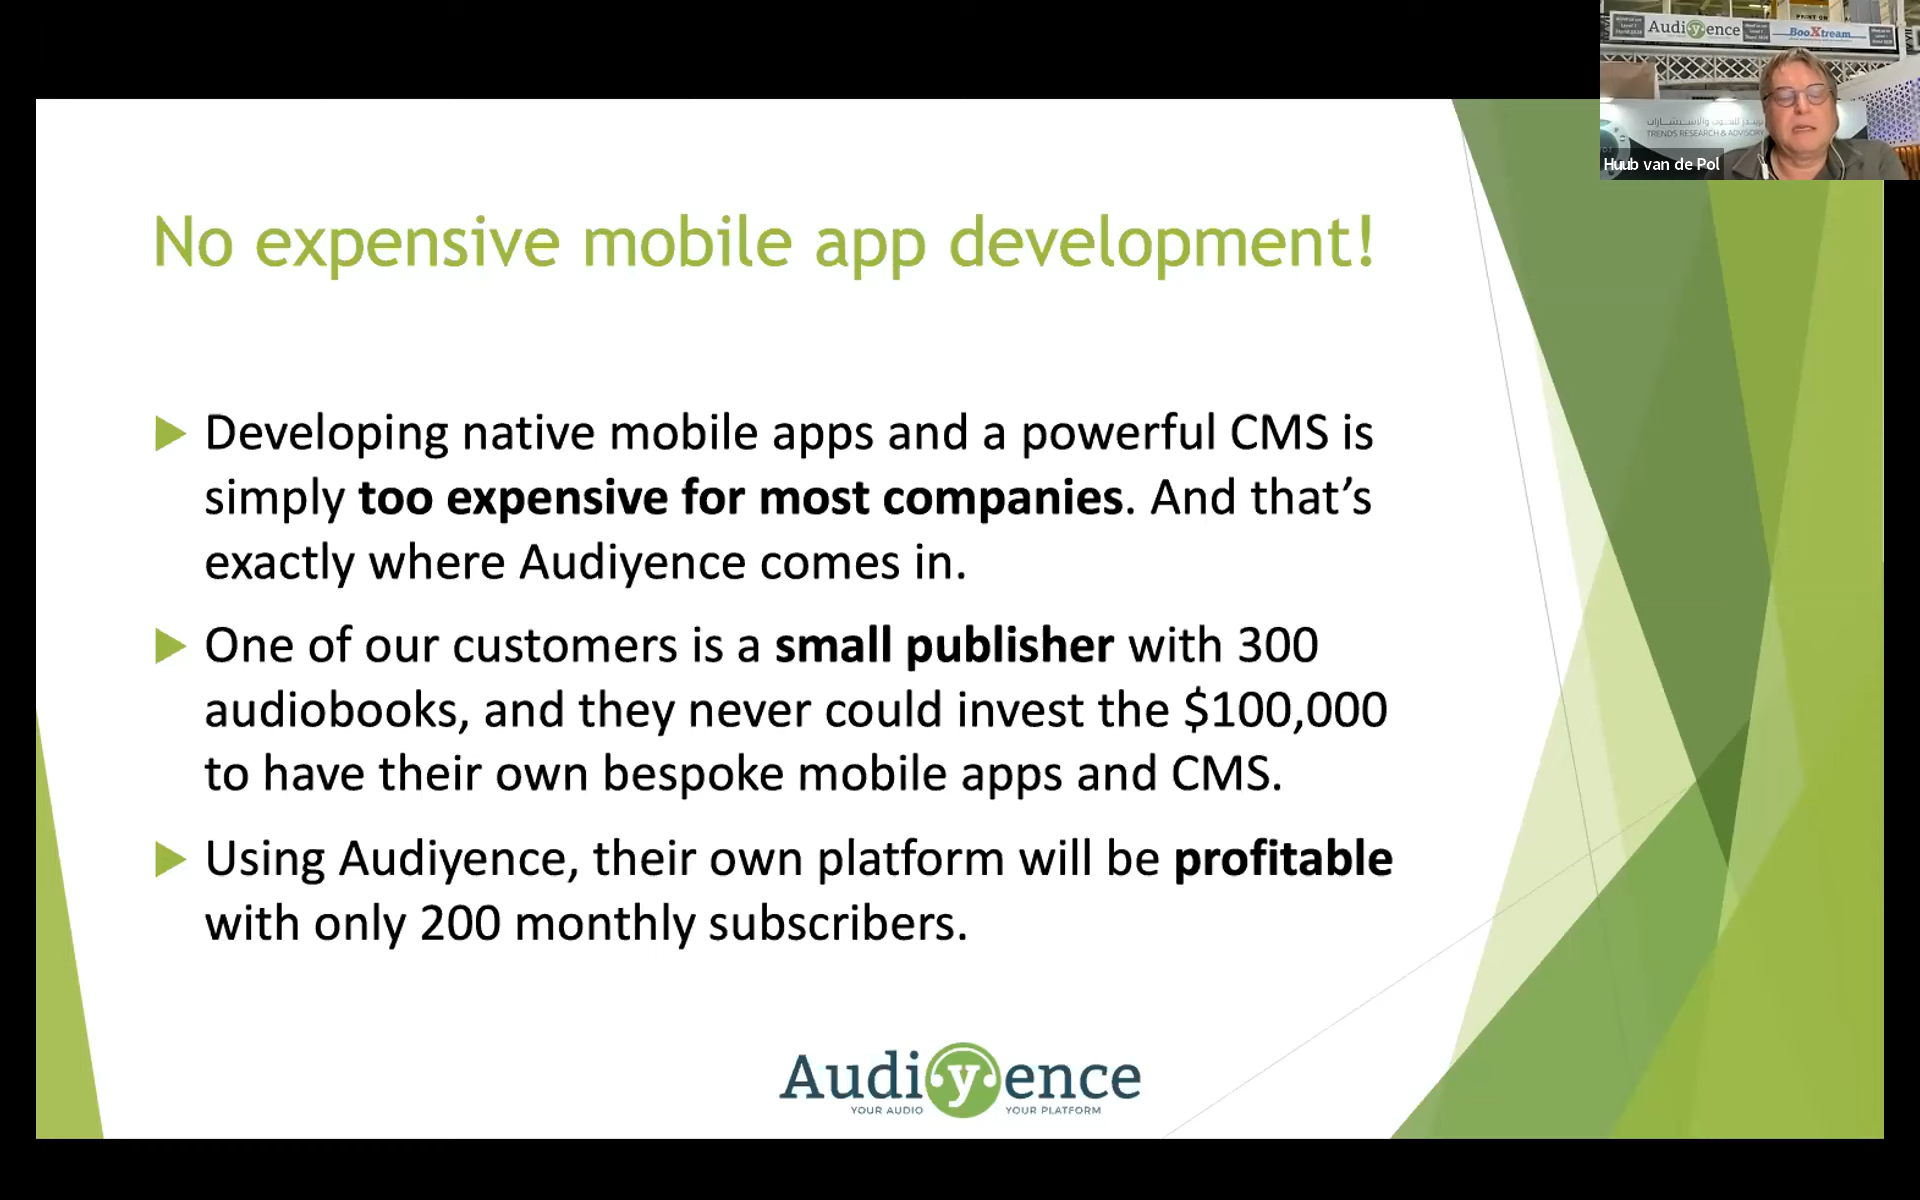 No expensive mobile app development!
Developing native mobile apps and a powerful CMS is
simply too expensive for most companies. And that’s
exactly where Audiyence comes in.
One of our customers is a small publisher with 300
audiobooks, and they never could invest the $100,000
to have their own bespoke mobile apps and CMS.
Using Audiyence, their own platform will be profitable
with only 200 monthly subscribers.
Audiyence
YOUR AUDIO YOUR PLATFORM
PRINT ON
Audiyence
BooXtream
TRENDS RESEARCH & ADVISORY
Huub van de Pol